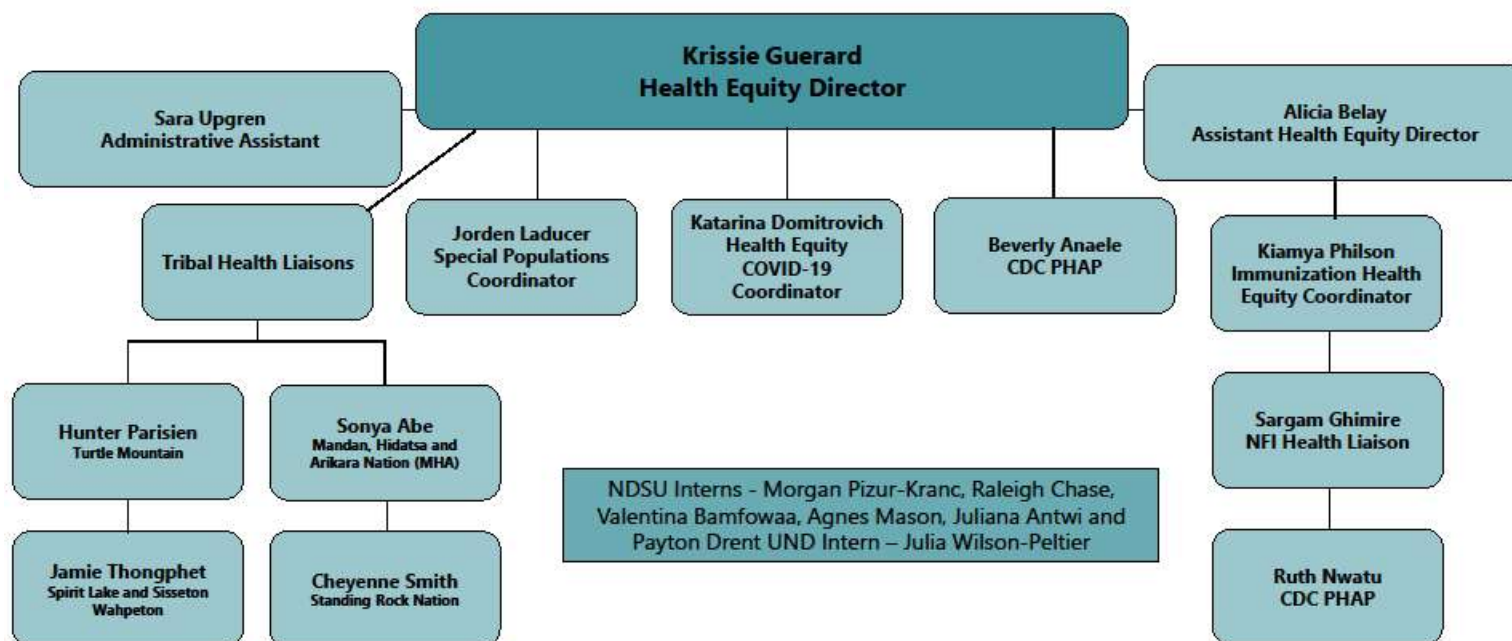 Krissie Guerard
Health Equity Director
Sara Upgren
Administrative Assistant
Alicia Belay
Assistant Health Equity Director
Tribal Health Liaisons
Jorden Laducer
Special Populations
Coordinator
Katarina Domitrovich
Health Equity
COVID-19
Coordinator
Beverly Anaele
CDC PHAP
Kiamya Philson
Immunization Health
Equity Coordinator
Hunter Parisien
Turtle Mountain
Sonya Abe
Mandan, Hidatsa and
Arikara Nation (MHA)
Sargam Ghimire
NFI Health Liaison
NDSU Interns - Morgan Pizur-Kranc, Raleigh Chase,
Valentina Bamfowaa, Agnes Mason, Juliana Antwi and
Payton Drent UND Intern – Julia Wilson-Peltier
Jamie Thongphet
Spirit Lake and Sisseton
Wahpeton
Cheyenne Smith
Standing Rock Nation
Ruth Nwatu
CDC PHAP